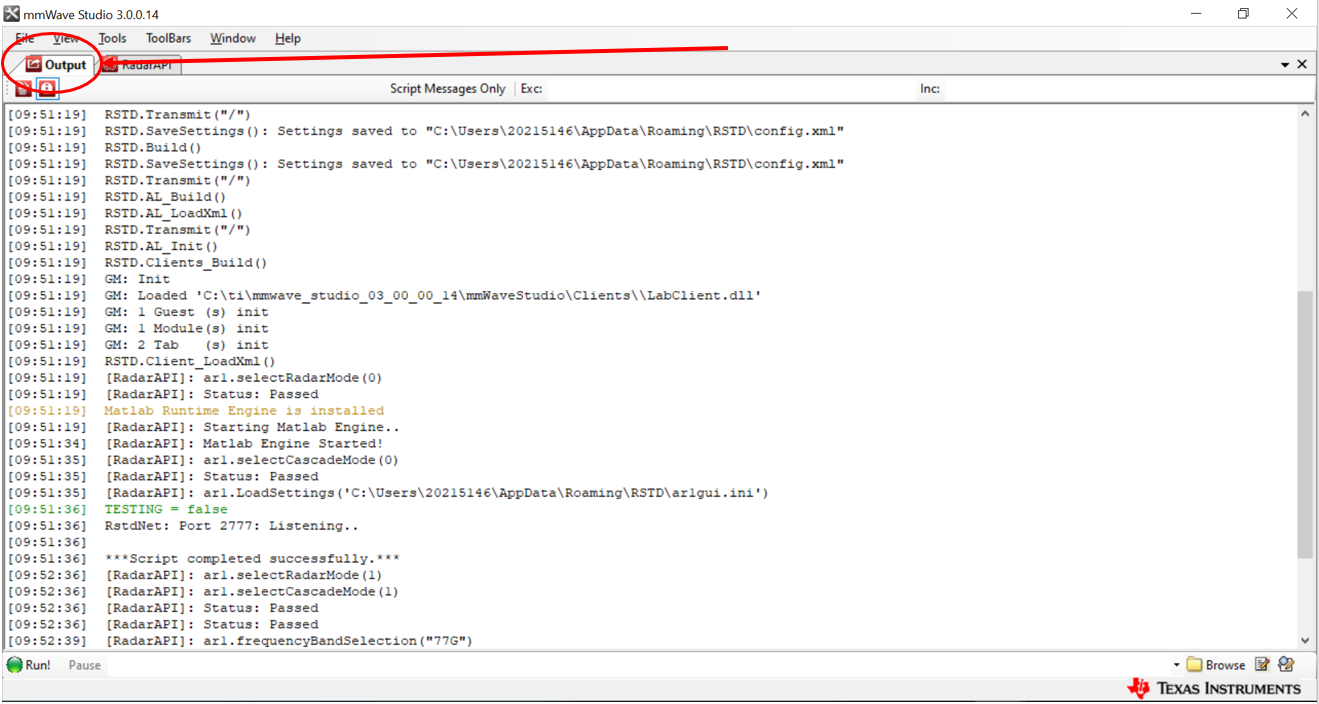 mmWave Studio 3.0.0.14
File View Tools ToolBars Window Help
Output RadarAPI
Script Messages Only Exc: Inc:
[09:51:19] RSTD.Transmit("/")
[09:51:19] RSTD.SaveSettings(): Settings saved to "C:\Users\20215146\AppData\Roaming\RSTD\config.xml"
[09:51:19] RSTD.Build()
[09:51:19] RSTD.SaveSettings(): Settings saved to "C:\Users\20215146\AppData\Roaming\RSTD\config.xml"
[09:51:19] RSTD.Transmit("/")
[09:51:19] RSTD.AL_Build()
[09:51:19] RSTD.AL_LoadXml()
[09:51:19] RSTD.Transmit("/")
[09:51:19] RSTD.AL_Init()
[09:51:19] RSTD.Clients_Build()
[09:51:19] GM: Init
[09:51:19] GM: Loaded 'C:\ti\mmwave_studio_03_00_00_14\mmWaveStudio\Clients\\LabClient.dll'
[09:51:19] GM: 1 Guest (s) init
[09:51:19] GM: 1 Module(s) init
[09:51:19] GM: 2 Tab (s) init
[09:51:19] RSTD.Client_LoadXml()
[09:51:19] [RadarAPI]: ar1.selectRadarMode(0)
[09:51:19] [RadarAPI]: Status: Passed
[09:51:19] Matlab Runtime Engine is installed
[09:51:19] [RadarAPI]: Starting Matlab Engine..
[09:51:34] [RadarAPI]: Matlab Engine Started!
[09:51:35] [RadarAPI]: ar1.selectCascadeMode(0)
[09:51:35] [RadarAPI]: Status: Passed
[09:51:35] [RadarAPI]: ar1.LoadSettings('C:\Users\20215146\AppData\Roaming\RSTD\ar1gui.ini')
[09:51:36] TESTING = false
[09:51:36] RstdNet: Port 2777: Listening..
[09:51:36]
[09:51:36] ***Script completed successfully.***
[09:52:36] [RadarAPI]: ar1.selectRadarMode(1)
[09:52:36] [RadarAPI]: ar1.selectCascadeMode(1)
[09:52:36] [RadarAPI]: Status: Passed
[09:52:36] [RadarAPI]: Status: Passed
[09:52:39] [RadarAPI]: ar1.frequencyBandSelection("77G")
Run! Pause Browse
TEXAS INSTRUMENTS